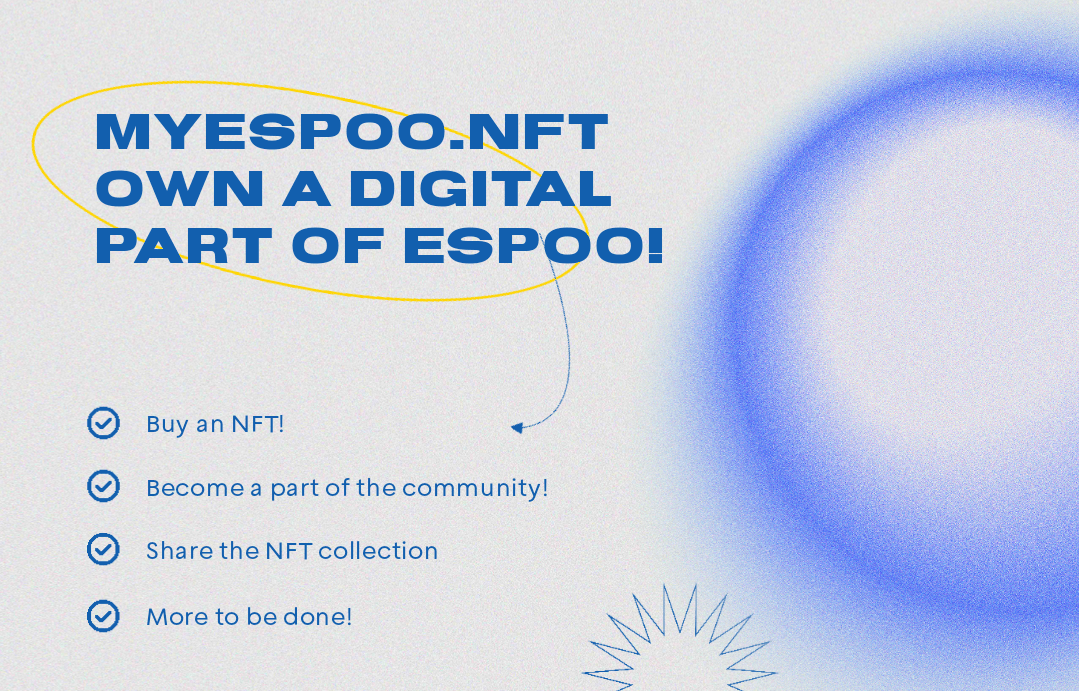 MYESPOO.NFT
OWN A DIGITAL
PART OF ESPOO!
Buy an NFT!
Become a part of the community!
Share the NFT collection
More to be done!